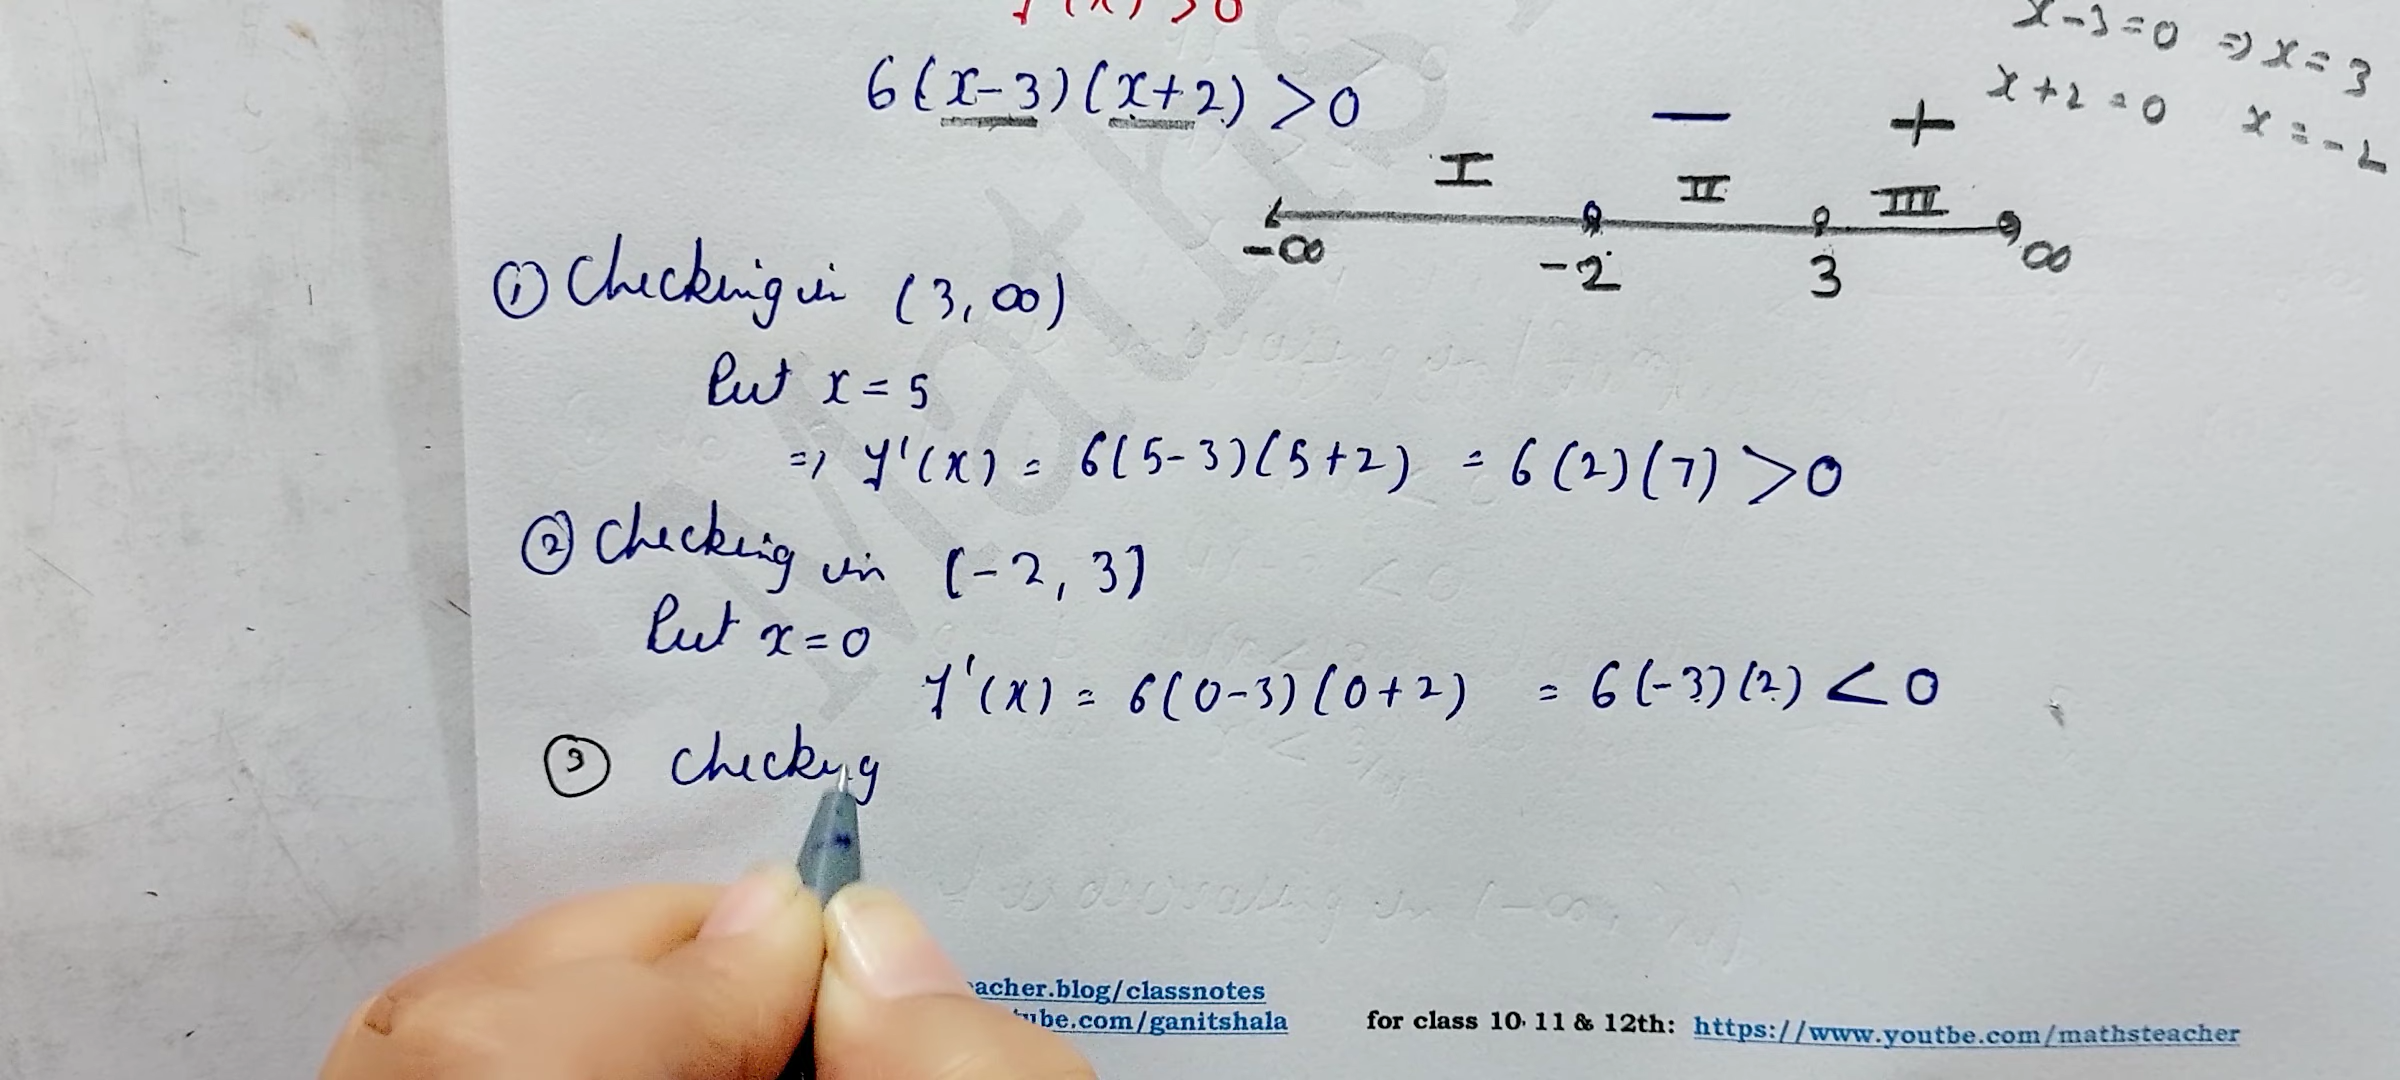 f'(x) > 0
6(x-3)(x+2) > 0
x-3=0 ⇒ x=3
x+2=0 x=-2
− +
I II III
-∞ -2 3 ∞
① Checking in (3, ∞)
Put x = 5
⇒ f'(x) = 6(5-3)(5+2) = 6(2)(7) > 0
② Checking in (-2, 3)
Put x = 0
f'(x) = 6(0-3)(0+2) = 6(-3)(2) < 0
③ Checking
acher.blog/classnotes
ube.com/ganitshala for class 10, 11 & 12th: https://www.youtbe.com/mathsteacher
Maths